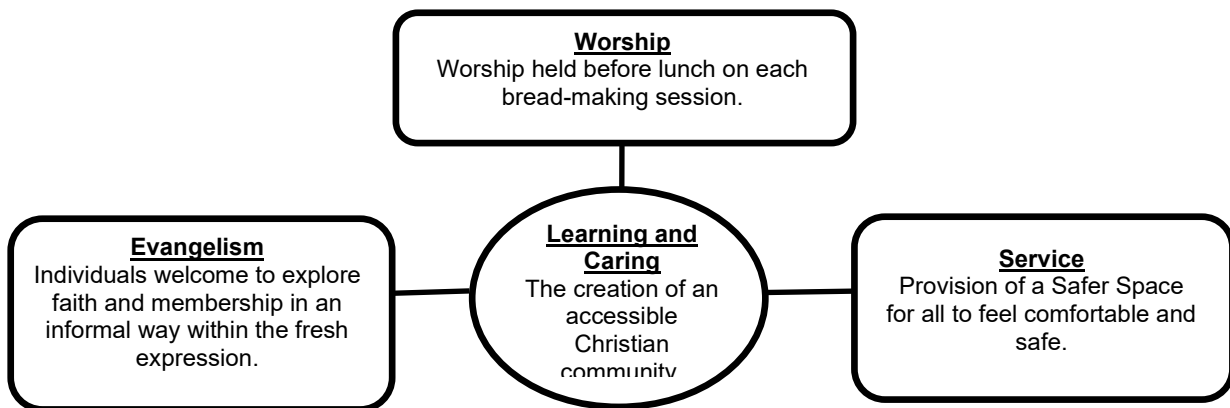 Worship
Worship held before lunch on each
bread-making session.
Evangelism
Individuals welcome to explore
faith and membership in an
informal way within the fresh
expression.
Learning and
Caring
The creation of an
accessible
Christian
community
Service
Provision of a Safer Space
for all to feel comfortable and
safe.